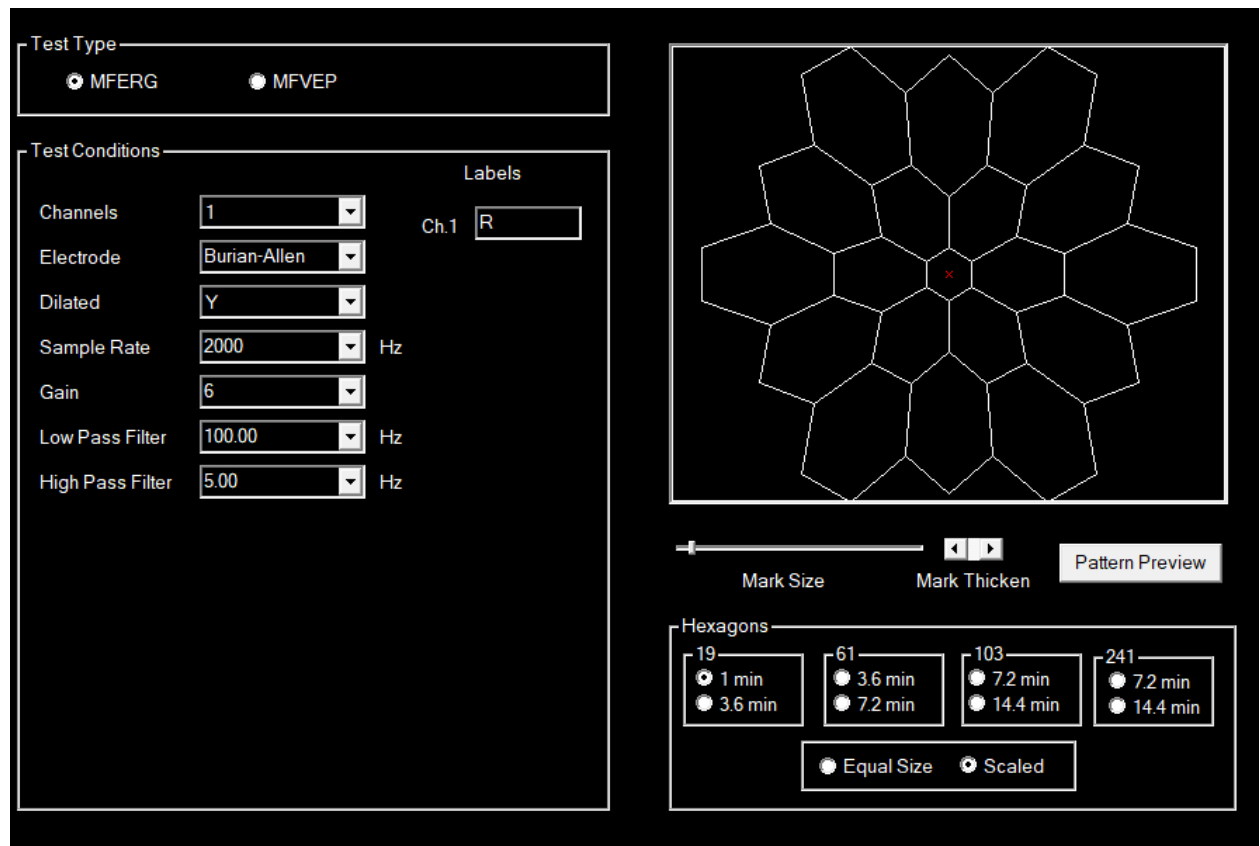 Test Type
MFERG
MFVEP
Test Conditions
Labels
Channels
1
Ch.1
R
Electrode
Burian-Allen
Dilated
Y
Sample Rate
2000
Hz
Gain
6
Low Pass Filter
100.00
Hz
High Pass Filter
5.00
Hz
Mark Size
Mark Thicken
Pattern Preview
Hexagons
19
1 min
3.6 min
61
3.6 min
7.2 min
103
7.2 min
14.4 min
241
7.2 min
14.4 min
Equal Size
Scaled